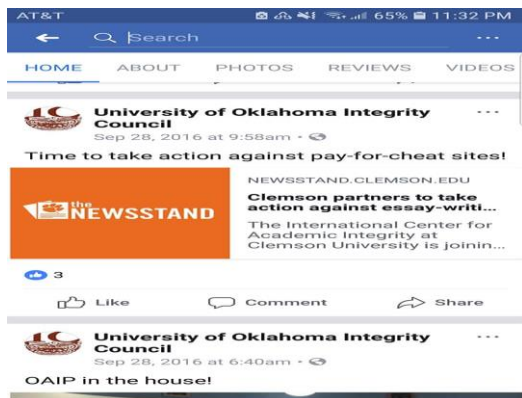 AT&T 65% 11:32 PM
Search
HOME ABOUT PHOTOS REVIEWS VIDEOS
University of Oklahoma Integrity
Council
Sep 28, 2016 at 9:58am
Time to take action against pay-for-cheat sites!
the
NEWSSTAND
NEWSSTAND.CLEMSON.EDU
Clemson partners to take
action against essay-writi...
The International Center for
Academic Integrity at
Clemson University is joinin...
3
Like Comment Share
University of Oklahoma Integrity
Council
Sep 28, 2016 at 6:40am
OAIP in the house!